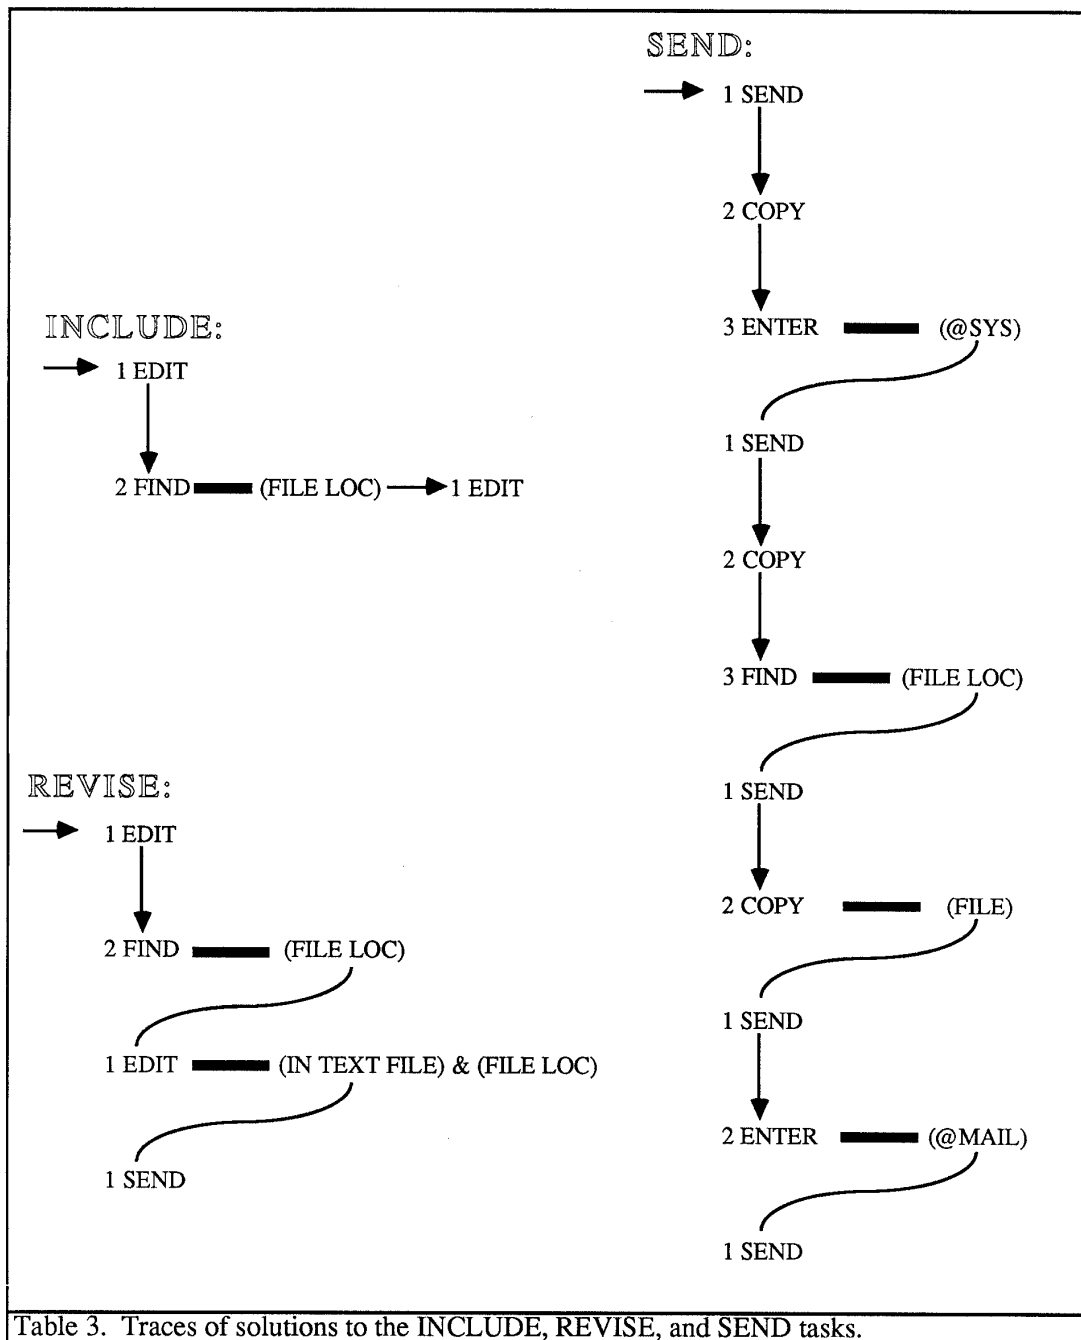 SEND:
1 SEND
2 COPY
3 ENTER (@SYS)
1 SEND
2 COPY
3 FIND (FILE LOC)
1 SEND
2 COPY (FILE)
1 SEND
2 ENTER (@MAIL)
1 SEND
INCLUDE:
1 EDIT
2 FIND (FILE LOC) 1 EDIT
REVISE:
1 EDIT
2 FIND (FILE LOC)
1 EDIT (IN TEXT FILE) & (FILE LOC)
1 SEND
Table 3. Traces of solutions to the INCLUDE, REVISE, and SEND tasks.